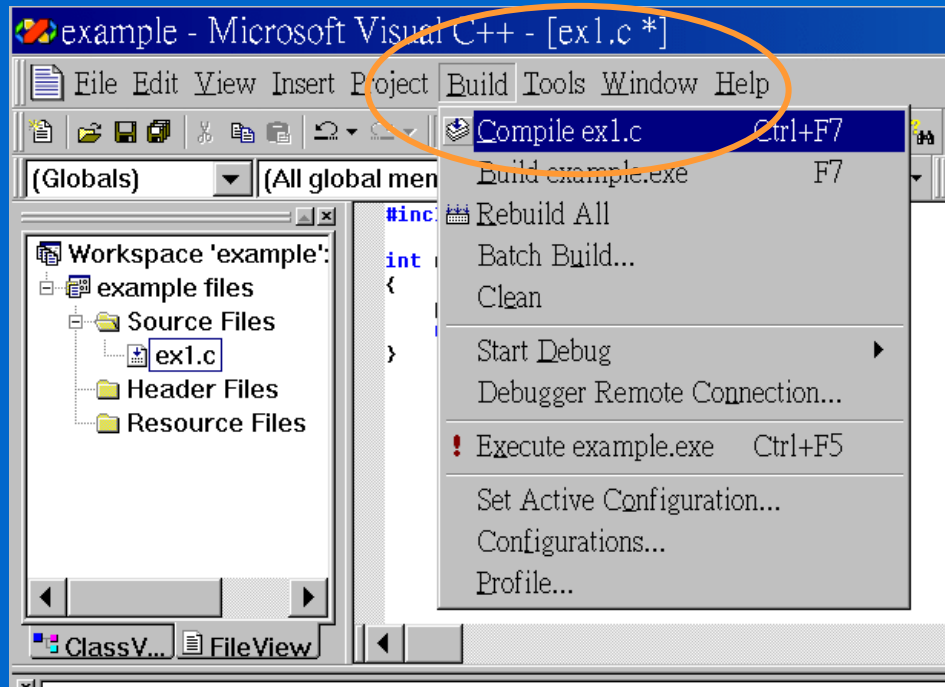 example - Microsoft Visual C++ - [ex1.c *]
File Edit View Insert Project Build Tools Window Help
(Globals) (All global mem
Compile ex1.c Ctrl+F7
Build example.exe F7
Rebuild All
Batch Build...
Clean
Start Debug
Debugger Remote Connection...
Execute example.exe Ctrl+F5
Set Active Configuration...
Configurations...
Profile...
Workspace 'example':
example files
Source Files
ex1.c
Header Files
Resource Files
#incl
int
{
}
ClassV... FileView